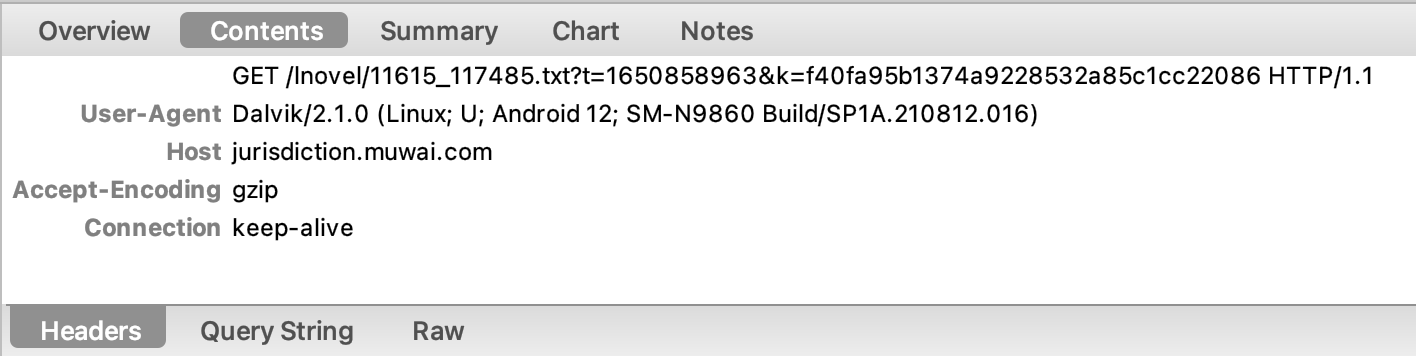 Overview Contents Summary Chart Notes
GET /lnovel/11615_117485.txt?t=1650858963&k=f40fa95b1374a9228532a85c1cc22086 HTTP/1.1
User-Agent Dalvik/2.1.0 (Linux; U; Android 12; SM-N9860 Build/SP1A.210812.016)
Host jurisdiction.muwai.com
Accept-Encoding gzip
Connection keep-alive
Headers Query String Raw